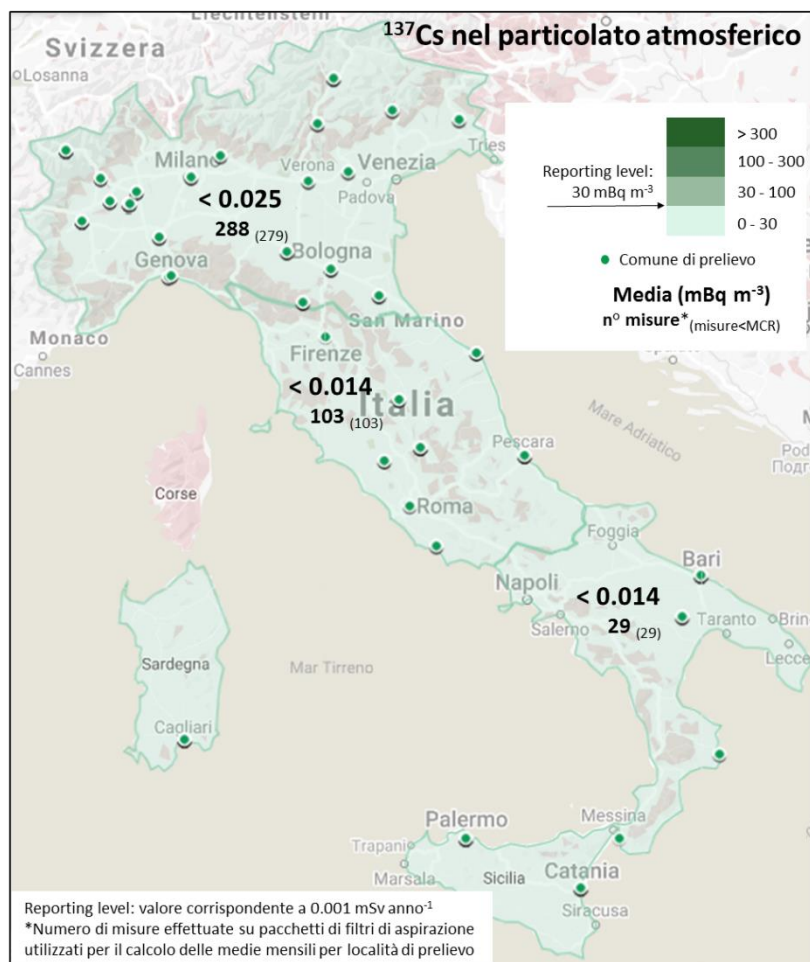 Liechtenstein
¹³⁷Cs nel particolato atmosferico
Svizzera
Losanna
> 300
100 - 300
Reporting level:
30 mBq m⁻³
30 - 100
0 - 30
Comune di prelievo
Media (mBq m⁻³)
nº misure*(misure<MCR)
Milano
Verona
Venezia
Padova
Tries
< 0.025
288 (279)
Bologna
Genova
San Marino
Monaco
Cannes
Firenze
< 0.014
103 (103)
Italia
Mare Adriatico
Pescara
Corse
Roma
Foggia
Bari
Napoli
Salerno
< 0.014
29 (29)
Taranto
Brin
Lecce
Sardegna
Mar Tirreno
Cagliari
Palermo
Messina
Trapani
Marsala
Sicilia
Catania
Siracusa
Reporting level: valore corrispondente a 0.001 mSv anno⁻¹
*Numero di misure effettuate su pacchetti di filtri di aspirazione
utilizzati per il calcolo delle medie mensili per località di prelievo